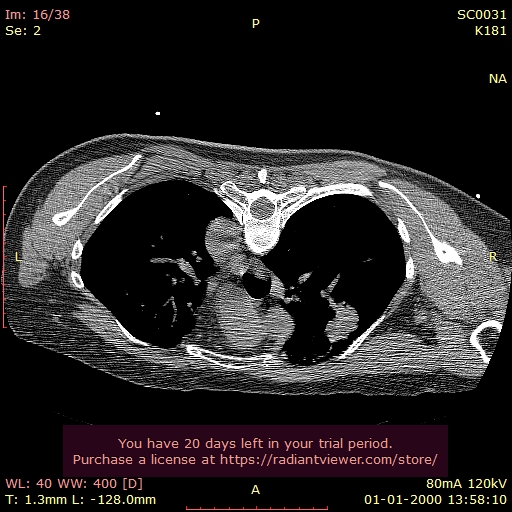 Im: 16/38
Se: 2
P
SC0031
K181
NA
L
R
You have 20 days left in your trial period.
Purchase a license at https://radiantviewer.com/store/
WL: 40 WW: 400 [D]
T: 1.3mm L: -128.0mm
A
80mA 120kV
01-01-2000 13:58:10